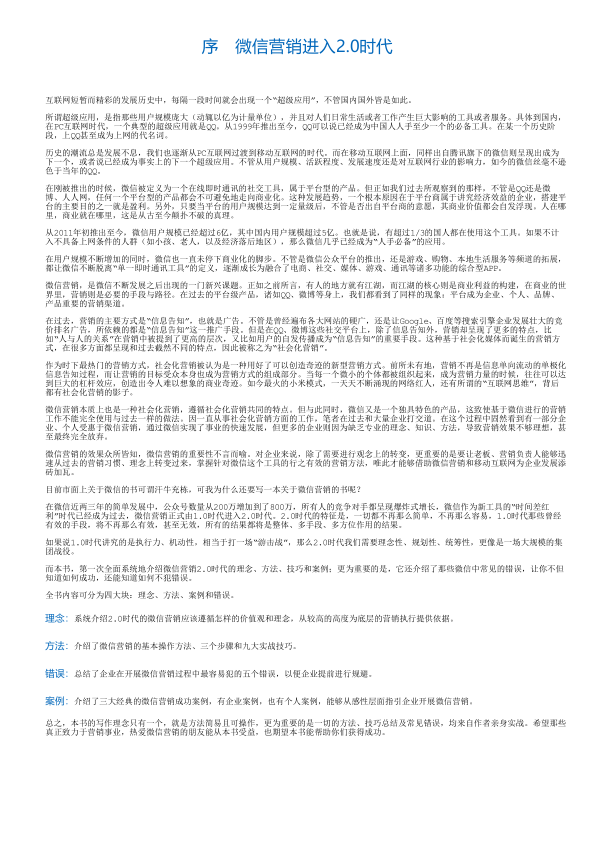 序　微信营销进入2.0时代
互联网短暂而精彩的发展历史中，每隔一段时间就会出现一个“超级应用”，不管国内国外皆是如此。
所谓超级应用，是指那些用户规模庞大（动辄以亿为计量单位），并且对人们日常生活或者工作产生巨大影响的工具或者服务。具体到国内，
在PC互联网时代，一个典型的超级应用就是QQ，从1999年推出至今，QQ可以说已经成为中国人人手至少一个的必备工具。在某一个历史阶
段，上QQ甚至成为上网的代名词。
历史的潮流总是发展不息，我们也逐渐从PC互联网过渡到移动互联网的时代。而在移动互联网上面，同样出自腾讯旗下的微信则呈现出成为
下一个，或者说已经成为事实上的下一个超级应用。不管从用户规模、活跃程度、发展速度还是对互联网行业的影响力，如今的微信丝毫不逊
色于当年的QQ。
在刚被推出的时候，微信被定义为一个在线即时通讯的社交工具，属于平台型的产品。但正如我们过去所观察到的那样，不管是QQ还是微
博、人人网，任何一个平台型的产品都会不可避免地走向商业化。这种发展趋势，一个根本原因在于平台商属于讲究经济效益的企业，搭建平
台的主要目的之一就是盈利。另外，只要当平台的用户规模达到一定量级后，不管是否出自平台商的意愿，其商业价值都会自发浮现。人在哪
里，商业就在哪里，这是从古至今颠扑不破的真理。
从2011年初推出至今，微信用户规模已经超过6亿，其中国内用户规模超过5亿。也就是说，有超过1/3的国人都在使用这个工具。如果不计
入不具备上网条件的人群（如小孩、老人，以及经济落后地区），那么微信几乎已经成为“人手必备”的应用。
在用户规模不断增加的同时，微信也一直未停下商业化的脚步。不管是微信公众平台的推出，还是游戏、购物、本地生活服务等频道的拓展，
都让微信不断脱离“单一即时通讯工具”的定义，逐渐成长为融合了电商、社交、媒体、游戏、通讯等诸多功能的综合型APP。
微信营销，是微信不断发展之后出现的一门新兴课题。正如之前所言，有人的地方就有江湖，而江湖的核心则是商业利益的构建，在商业的世
界里，营销则是必要的手段与路径。在过去的平台级产品，诸如QQ、微博等身上，我们都看到了同样的现象：平台成为企业、个人、品牌、
产品重要的营销渠道。
在过去，营销的主要方式是“信息告知”，也就是广告，不管是曾经遍布各大网站的硬广，还是让Google、百度等搜索引擎企业发展壮大的竞
价排名广告，所依赖的都是“信息告知”这一推广手段。但是在QQ、微博这些社交平台上，除了信息告知外，营销却呈现了更多的特点，比
如“人与人的关系”在营销中被提到了更高的层次，又比如用户的自发传播成为“信息告知”的重要手段。这种基于社会化媒体而诞生的营销方
式，在很多方面都呈现和过去截然不同的特点，因此被称之为“社会化营销”。
作为时下最热门的营销方式，社会化营销被认为是一种用好了可以创造奇迹的新型营销方式。前所未有地，营销不再是信息单向流动的单极化
信息告知过程，而让营销的目标受众本身也成为营销方式的组成部分。当每一个微小的个体都被组织起来，成为营销力量的时候，往往可以达
到巨大的杠杆效应，创造出令人难以想象的商业奇迹。如今最火的小米模式，一天天不断涌现的网络红人，还有所谓的“互联网思维”，背后
都有社会化营销的影子。
微信营销本质上也是一种社会化营销，遵循社会化营销共同的特点。但与此同时，微信又是一个独具特色的产品，这致使基于微信进行的营销
工作不能完全使用与过去一样的做法。因一直从事社会化营销方面的工作，笔者在过去和大量企业打交道。在这个过程中固然看到有一部分企
业、个人受惠于微信营销，通过微信实现了事业的快速发展，但更多的企业则因为缺乏专业的理念、知识、方法，导致营销效果不够理想，甚
至最终完全放弃。
微信营销的效果众所皆知，微信营销的重要性不言而喻。对企业来说，除了需要进行观念上的转变，更重要的是要让老板、营销负责人能够迅
速从过去的营销习惯、理念上转变过来，掌握针对微信这个工具的行之有效的营销方法，唯此才能够借助微信营销和移动互联网为企业发展添
砖加瓦。
目前市面上关于微信的书可谓汗牛充栋，可我为什么还要写一本关于微信营销的书呢？
在微信近两三年的简单发展中，公众号数量从200万增加到了800万，所有人的竞争对手都呈现爆炸式增长，微信作为新工具的“时间差红
利”时代已经成为过去，微信营销正式由1.0时代进入2.0时代。2.0时代的特征是，一切都不再那么简单，不再那么容易。1.0时代那些曾经
有效的手段，将不再那么有效，甚至无效，所有的结果都将是整体、多手段、多方位作用的结果。
如果说1.0时代讲究的是执行力、机动性，相当于打一场“游击战”，那么2.0时代我们需要理念性、规划性、统筹性，更像是一场大规模的集
团战役。
而本书，第一次全面系统地介绍微信营销2.0时代的理念、方法、技巧和案例；更为重要的是，它还介绍了那些微信中常见的错误，让你不但
知道如何成功，还能知道如何不犯错误。
全书内容可分为四大块：理念、方法、案例和错误。
理念：系统介绍2.0时代的微信营销应该遵循怎样的价值观和理念，从较高的高度为底层的营销执行提供依据。
方法：介绍了微信营销的基本操作方法、三个步骤和九大实战技巧。
错误：总结了企业在开展微信营销过程中最容易犯的五个错误，以便企业提前进行规避。
案例：介绍了三大经典的微信营销成功案例，有企业案例，也有个人案例，能够从感性层面指引企业开展微信营销。
总之，本书的写作理念只有一个，就是方法简易且可操作，更为重要的是一切的方法、技巧总结及常见错误，均来自作者亲身实战。希望那些
真正致力于营销事业，热爱微信营销的朋友能从本书受益，也期望本书能帮助你们获得成功。